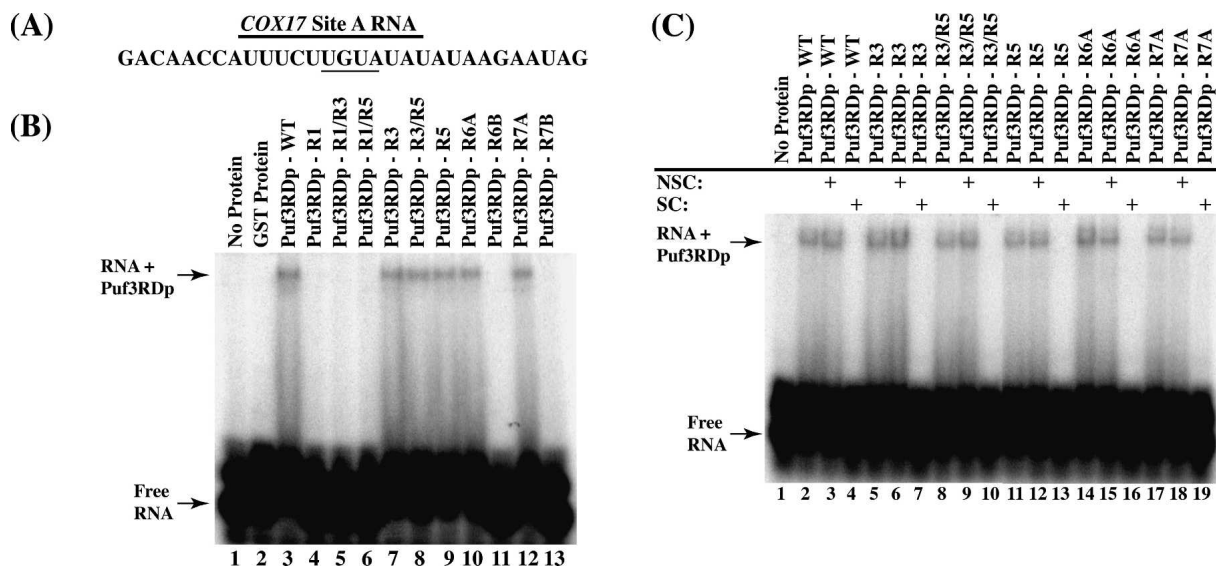 (A)
COX17 Site A RNA
GACAACCAUUUCUUGUAUAUAUAAGAAUAG
(B)
No Protein
GST Protein
Puf3RDp - WT
Puf3RDp - R1
Puf3RDp - R1/R3
Puf3RDp - R1/R5
Puf3RDp - R3
Puf3RDp - R3/R5
Puf3RDp - R5
Puf3RDp - R6A
Puf3RDp - R6B
Puf3RDp - R7A
Puf3RDp - R7B
RNA +
Puf3RDp
Free
RNA
1 2 3 4 5 6 7 8 9 10 11 12 13
(C)
No Protein
Puf3RDp - WT
Puf3RDp - WT
Puf3RDp - WT
Puf3RDp - R3
Puf3RDp - R3
Puf3RDp - R3
Puf3RDp - R3/R5
Puf3RDp - R3/R5
Puf3RDp - R3/R5
Puf3RDp - R5
Puf3RDp - R5
Puf3RDp - R5
Puf3RDp - R6A
Puf3RDp - R6A
Puf3RDp - R6A
Puf3RDp - R7A
Puf3RDp - R7A
Puf3RDp - R7A
NSC: + + + + + +
SC: + + + + + +
RNA +
Puf3RDp
Free
RNA
1 2 3 4 5 6 7 8 9 10 11 12 13 14 15 16 17 18 19